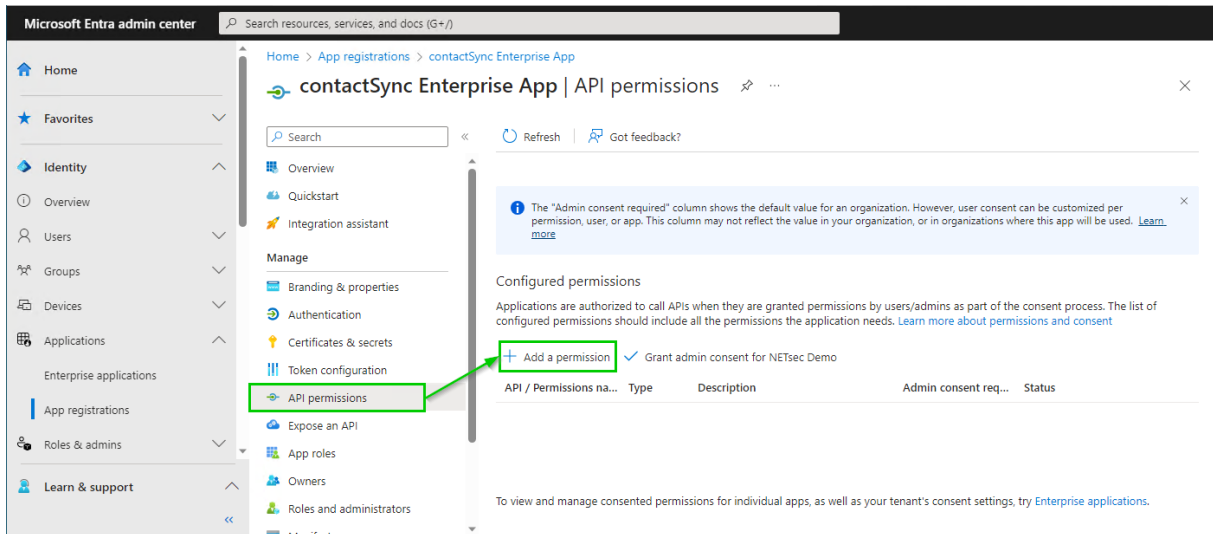 Microsoft Entra admin center
Search resources, services, and docs (G+/)
Home
Favorites
Identity
Overview
Users
Groups
Devices
Applications
Enterprise applications
App registrations
Roles & admins
Learn & support
Home > App registrations > contactSync Enterprise App
contactSync Enterprise App | API permissions
Search
Overview
Quickstart
Integration assistant
Manage
Branding & properties
Authentication
Certificates & secrets
Token configuration
API permissions
Expose an API
App roles
Owners
Roles and administrators
Refresh
Got feedback?
The "Admin consent required" column shows the default value for an organization. However, user consent can be customized per
permission, user, or app. This column may not reflect the value in your organization, or in organizations where this app will be used. Learn
more
Configured permissions
Applications are authorized to call APIs when they are granted permissions by users/admins as part of the consent process. The list of
configured permissions should include all the permissions the application needs. Learn more about permissions and consent
Add a permission
Grant admin consent for NETsec Demo
API / Permissions na... Type Description Admin consent req... Status
To view and manage consented permissions for individual apps, as well as your tenant's consent settings, try Enterprise applications.